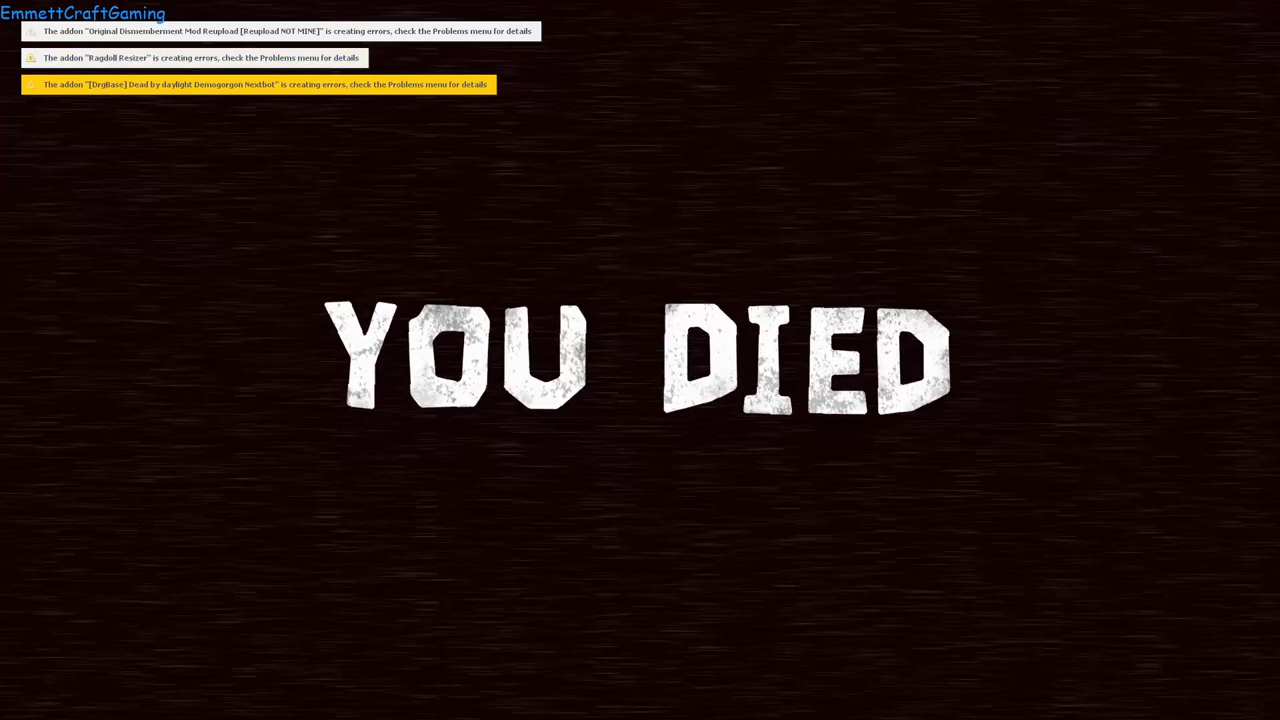 EmmettCraftGaming
The addon "Original Dismemberment Mod Reupload [Reupload NOT MINE]" is creating errors, check the Problems menu for details
The addon "Ragdoll Resizer" is creating errors, check the Problems menu for details
The addon "[DrgBase] Dead by daylight Demogorgon Nextbot" is creating errors, check the Problems menu for details
YOU DIED